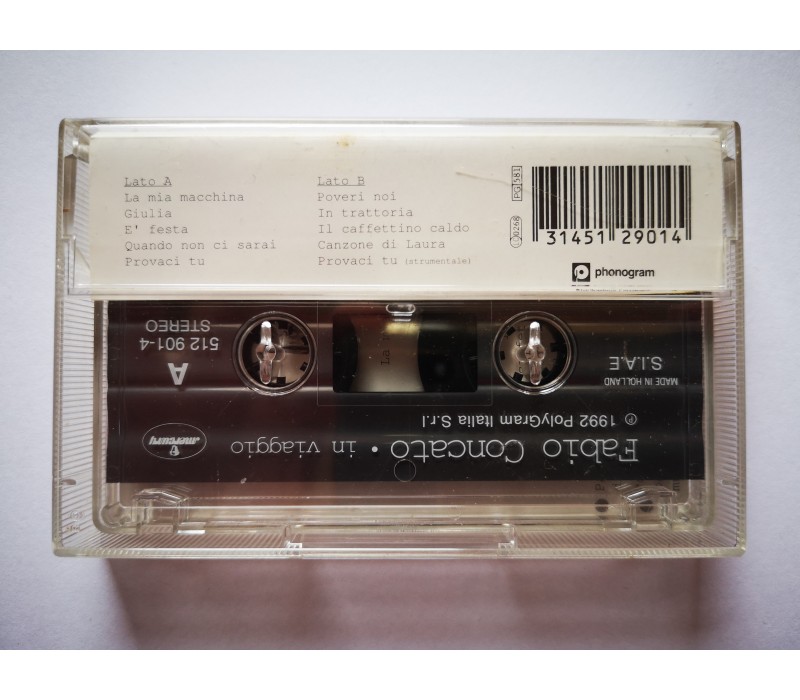 Lato A
La mia macchina
Giulia
E' festa
Quando non ci sarai
Provaci tu
Lato B
Poveri noi
In trattoria
Il caffettino caldo
Canzone di Laura
Provaci tu (strumentale)
PG 581
LC 0268
31451 29014
phonogram
Fabio Concato • in viaggio
mercury
℗ 1992 PolyGram Italia S.r.l
MADE IN HOLLAND
S.I.A.E
A
512 901-4
STEREO